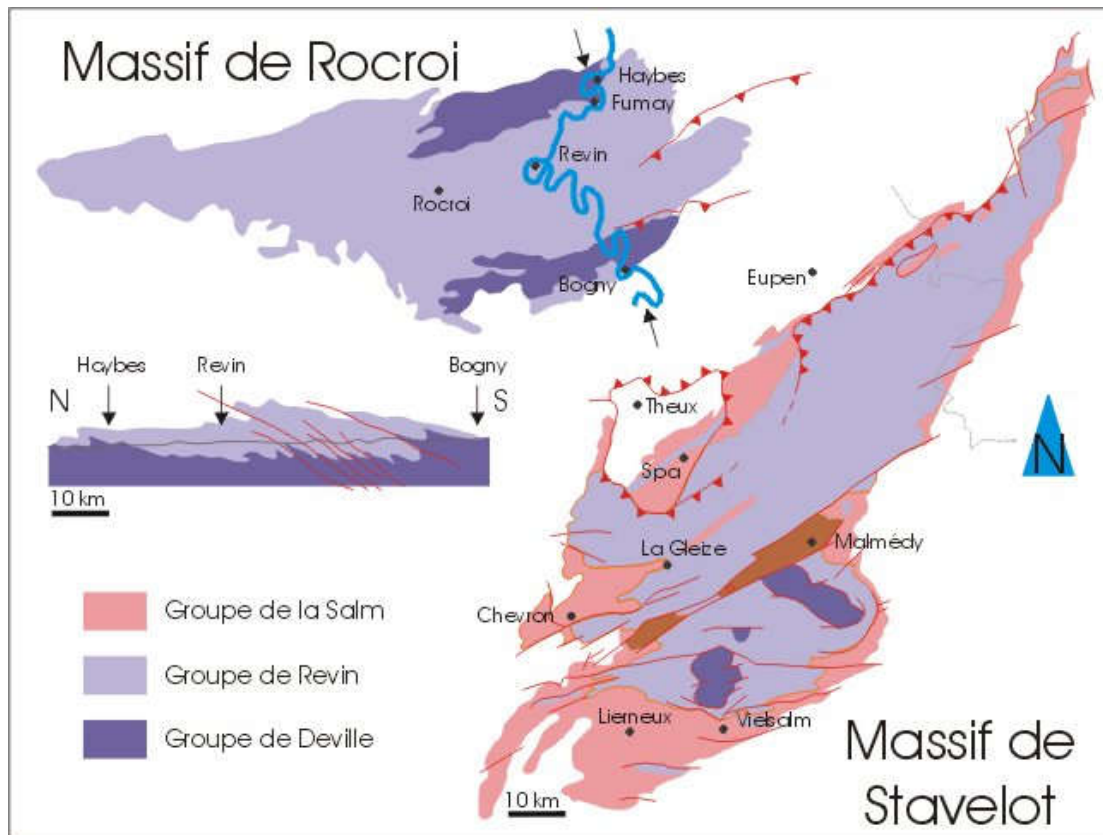 Massif de Rocroi
Haybes
Fumay
Revin
Rocroi
Bogny
Eupen
Haybes
Revin
Bogny
N
S
10 km
Theux
Spa
N
La Gleize
Malmédy
Chevron
Groupe de la Salm
Groupe de Revin
Groupe de Deville
Lierneux
Vielsalm
10 km
Massif de
Stavelot